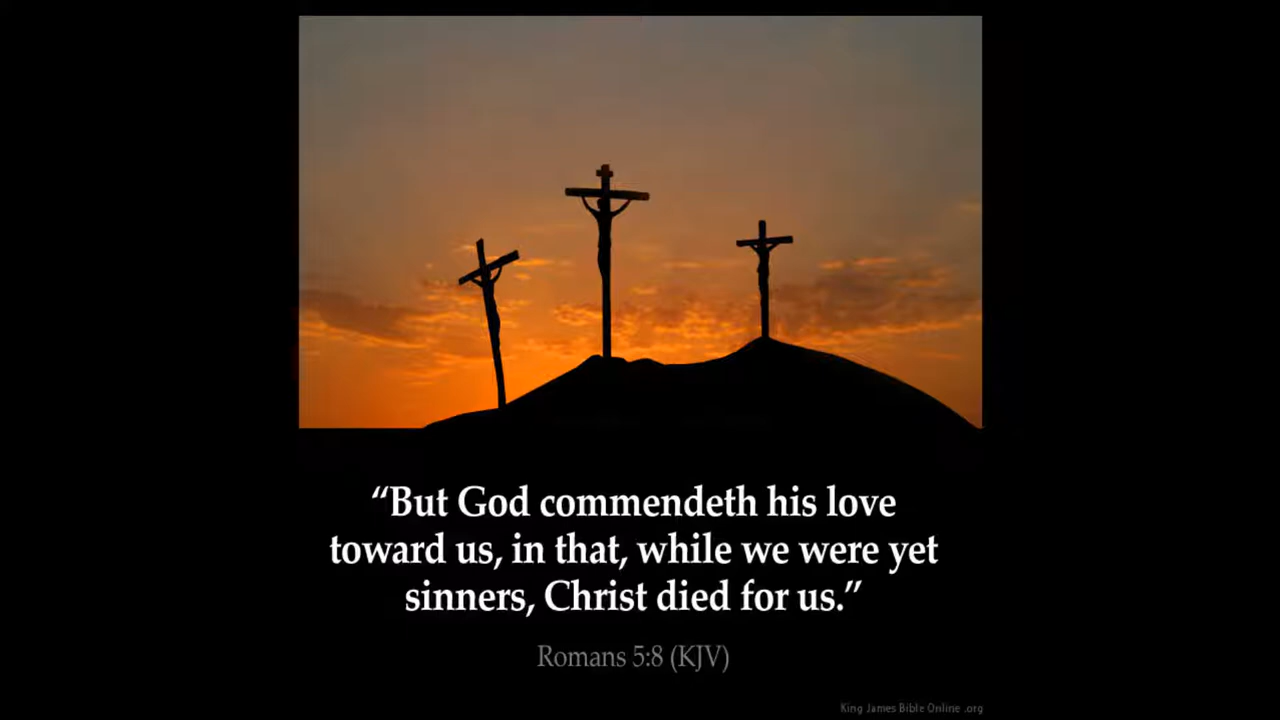 “But God commendeth his love
toward us, in that, while we were yet
sinners, Christ died for us.”
Romans 5:8 (KJV)
King James Bible Online .org